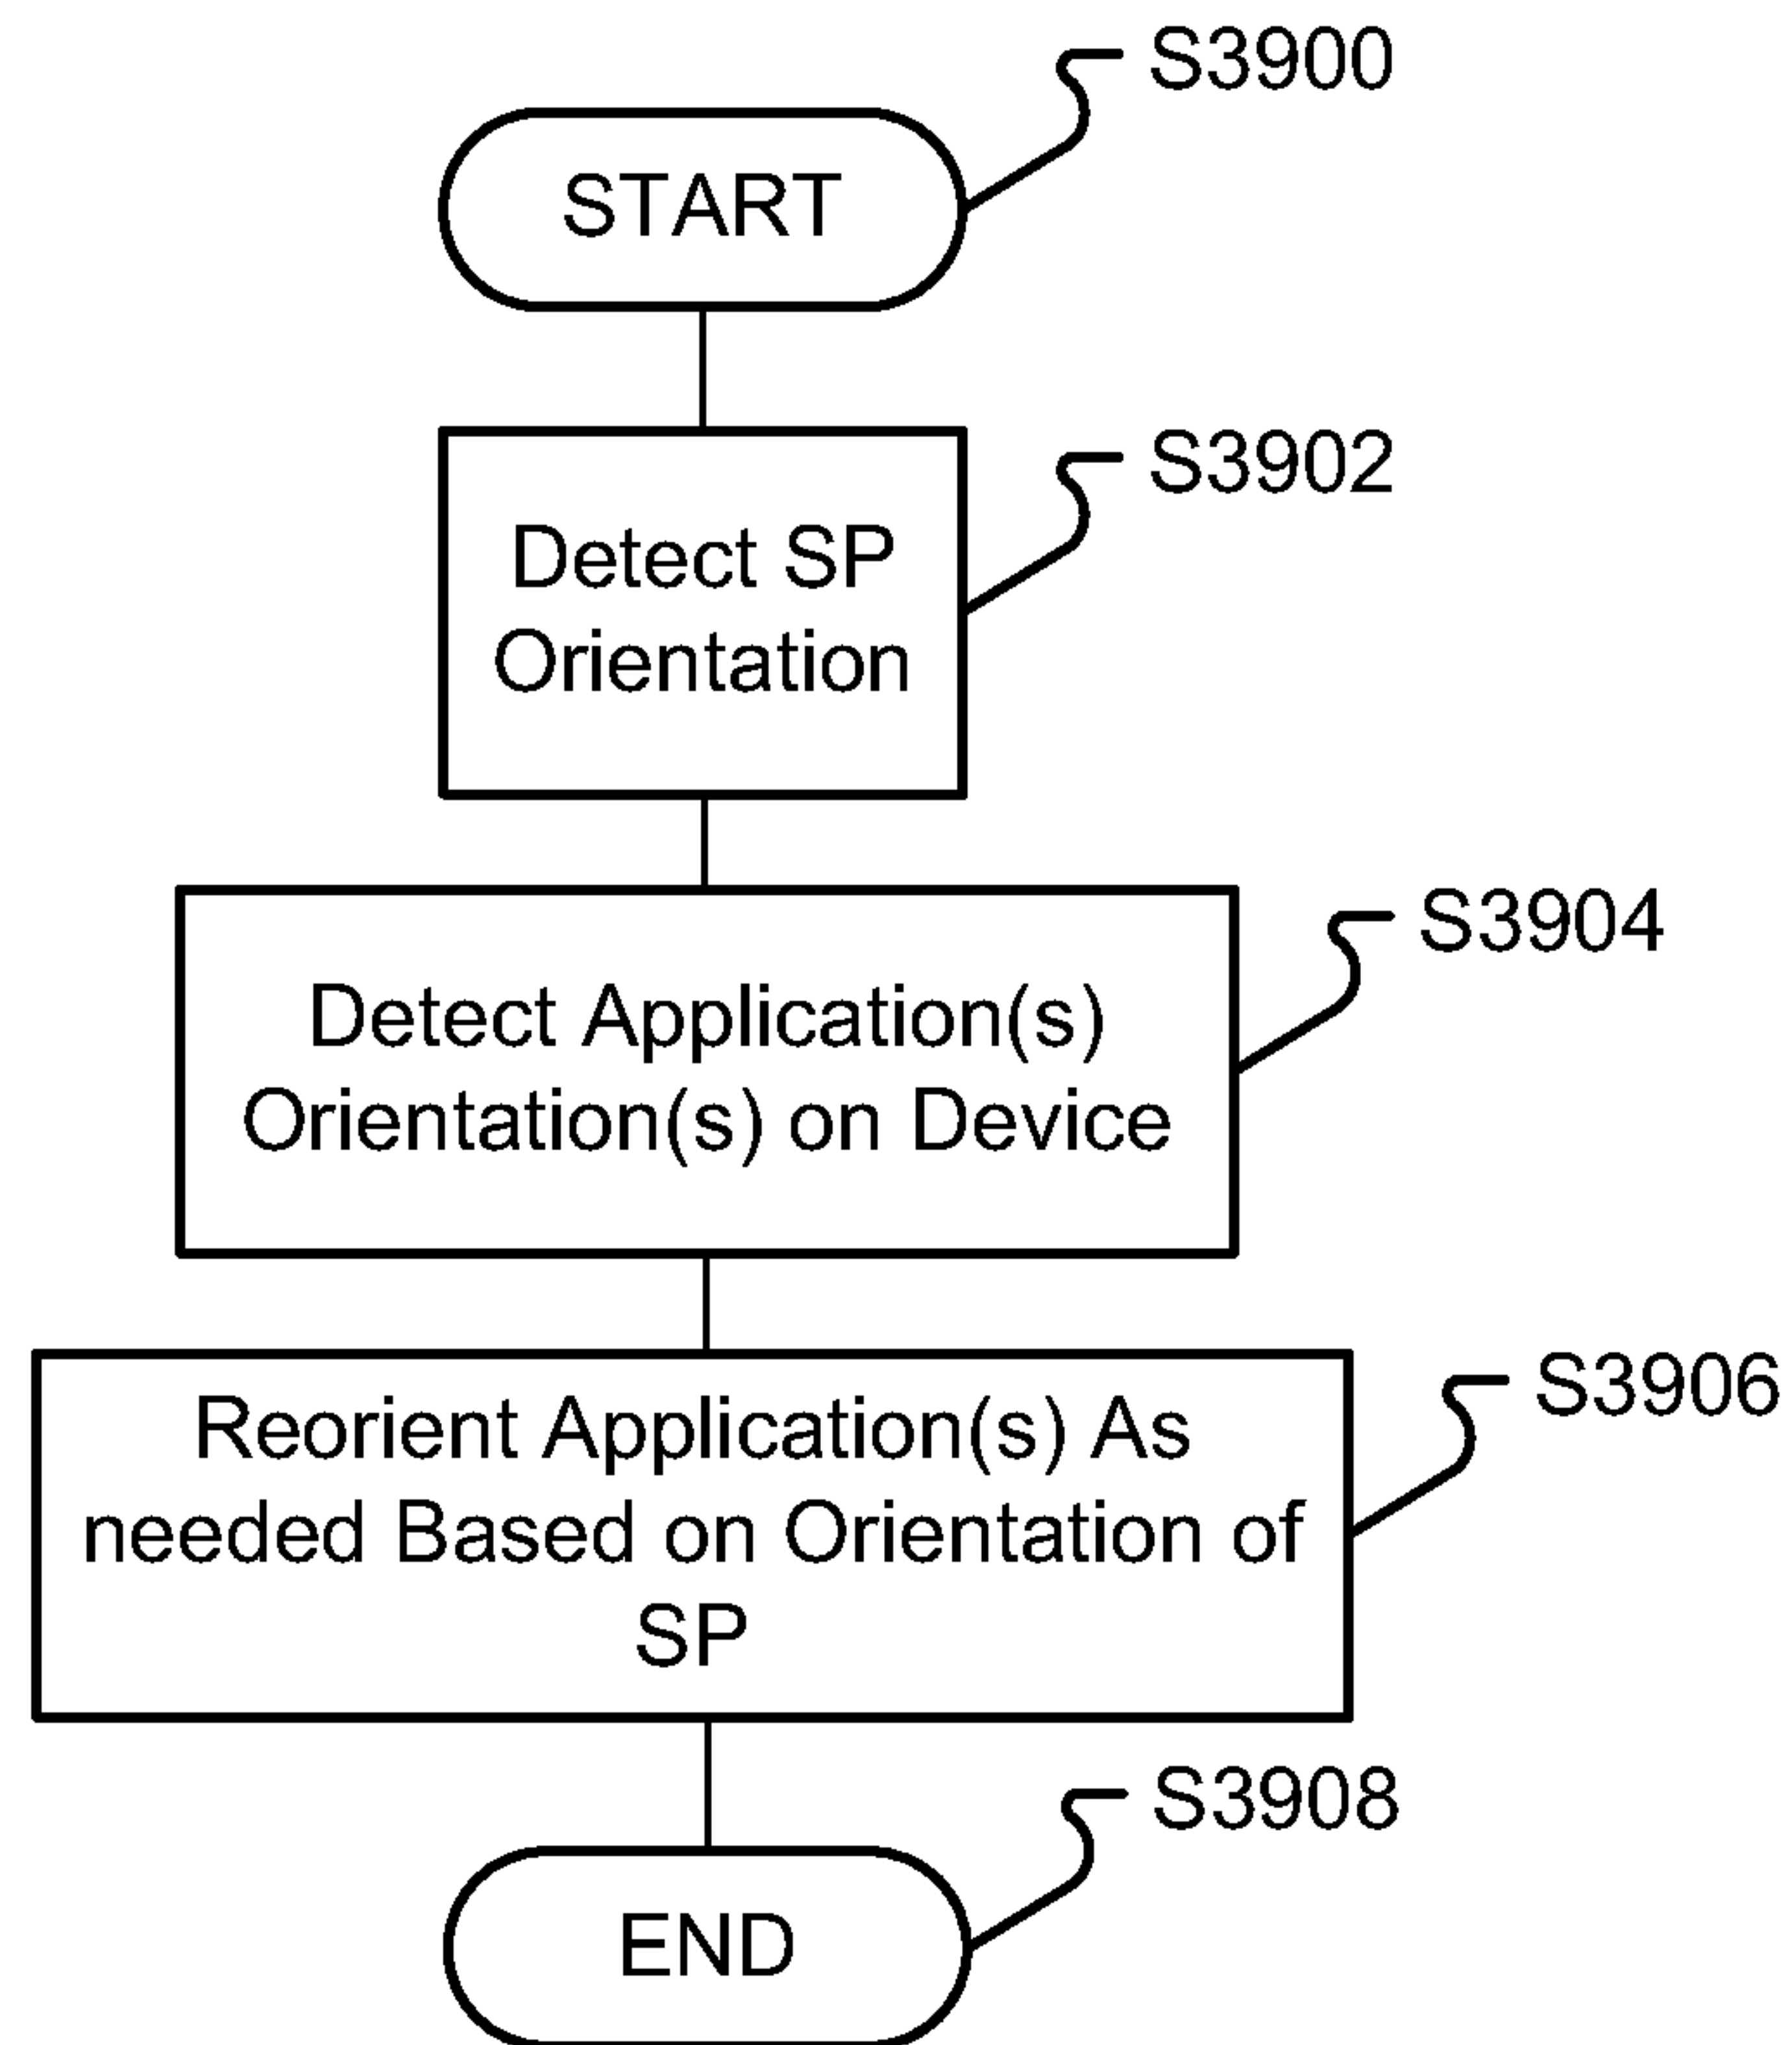 S3900
START
S3902
Detect SP
Orientation
S3904
Detect Application(s)
Orientation(s) on Device
S3906
Reorient Application(s) As
needed Based on Orientation of
SP
S3908
END